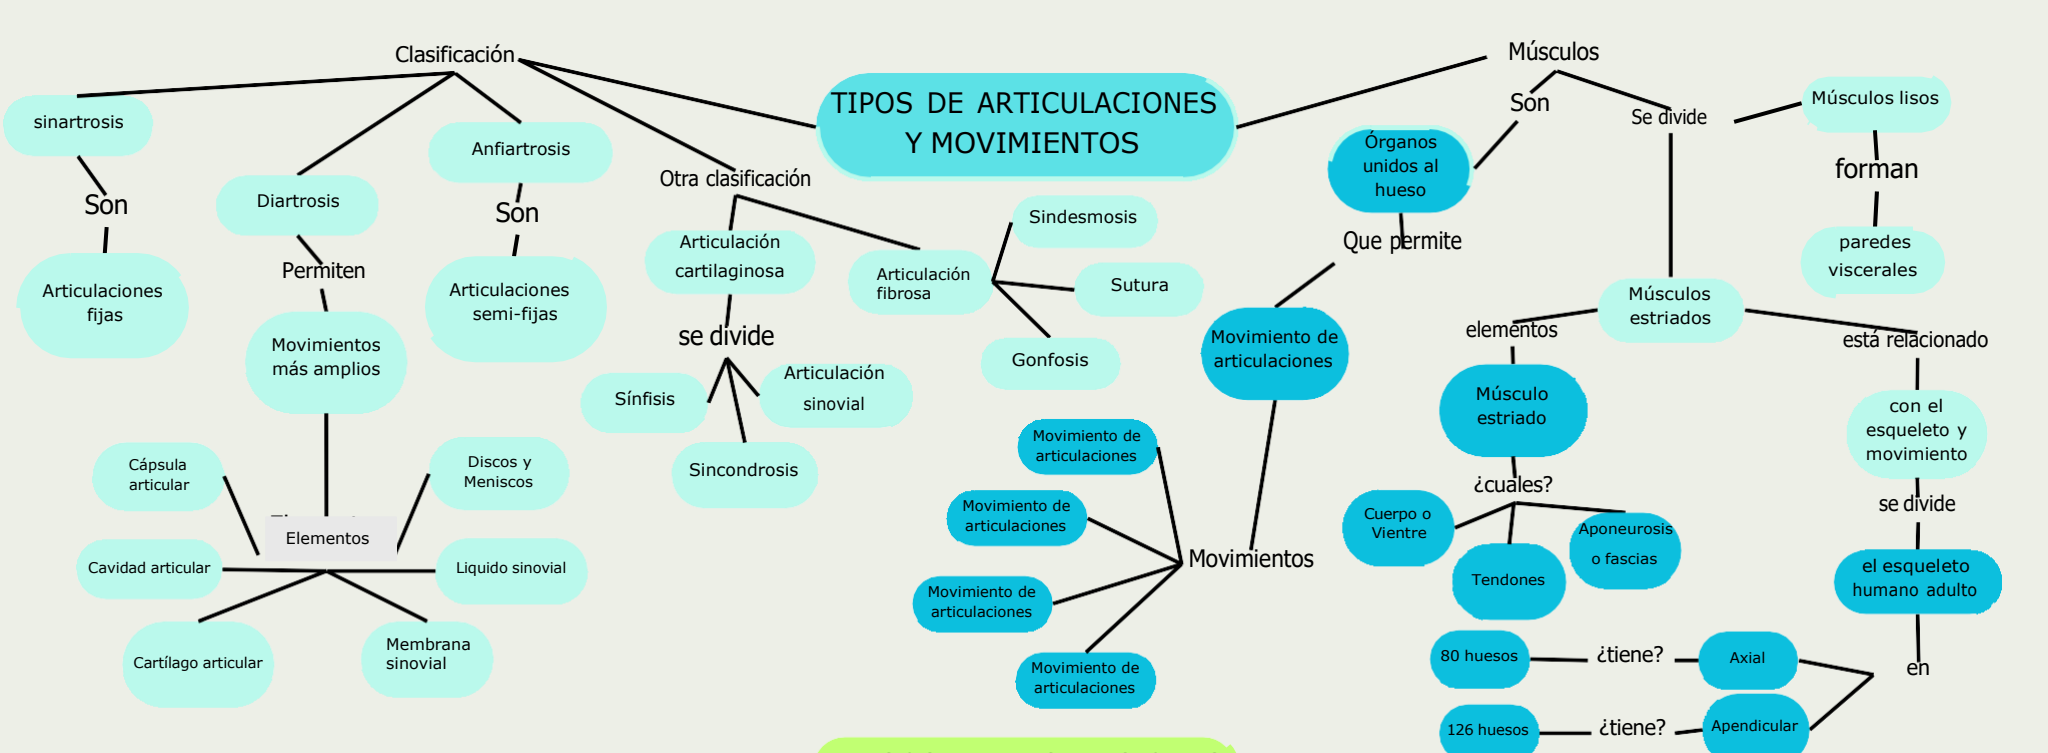 Clasificación
TIPOS DE ARTICULACIONES
Y MOVIMIENTOS
Músculos
sinartrosis
Son
Articulaciones
fijas
Diartrosis
Permiten
Movimientos
más amplios
Elementos
Cápsula
articular
Discos y
Meniscos
Cavidad articular
Liquido sinovial
Cartílago articular
Membrana
sinovial
Anfiartrosis
Son
Articulaciones
semi-fijas
Otra clasificación
Articulación
cartilaginosa
se divide
Sínfisis
Sincondrosis
Articulación
sinovial
Articulación
fibrosa
Sindesmosis
Sutura
Gonfosis
Son
Órganos
unidos al
hueso
Que permite
Movimiento de
articulaciones
Movimientos
Movimiento de
articulaciones
Movimiento de
articulaciones
Movimiento de
articulaciones
Movimiento de
articulaciones
Se divide
Músculos lisos
forman
paredes
viscerales
Músculos
estriados
elementos
Músculo
estriado
¿cuales?
Cuerpo o
Vientre
Tendones
Aponeurosis
o fascias
está relacionado
con el
esqueleto y
movimiento
se divide
el esqueleto
humano adulto
en
Axial
¿tiene?
80 huesos
Apendicular
¿tiene?
126 huesos